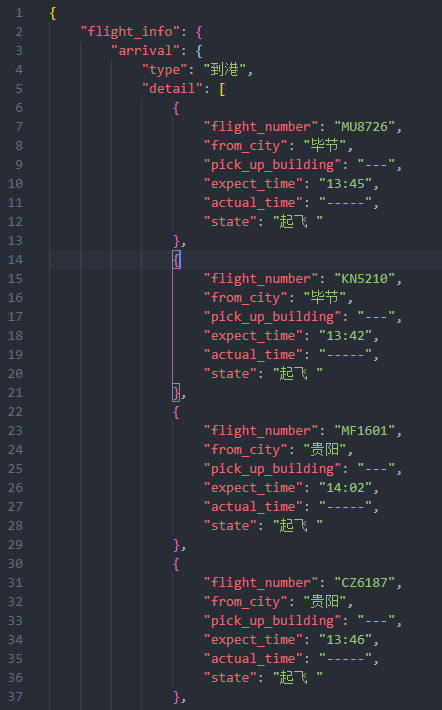 1 {
2 "flight_info": {
3 "arrival": {
4 "type": "到港",
5 "detail": [
6 {
7 "flight_number": "MU8726",
8 "from_city": "毕节",
9 "pick_up_building": "---",
10 "expect_time": "13:45",
11 "actual_time": "-----",
12 "state": "起飞 "
13 },
14 {
15 "flight_number": "KN5210",
16 "from_city": "毕节",
17 "pick_up_building": "---",
18 "expect_time": "13:42",
19 "actual_time": "-----",
20 "state": "起飞 "
21 },
22 {
23 "flight_number": "MF1601",
24 "from_city": "贵阳",
25 "pick_up_building": "---",
26 "expect_time": "14:02",
27 "actual_time": "-----",
28 "state": "起飞 "
29 },
30 {
31 "flight_number": "CZ6187",
32 "from_city": "贵阳",
33 "pick_up_building": "---",
34 "expect_time": "13:46",
35 "actual_time": "-----",
36 "state": "起飞 "
37 },